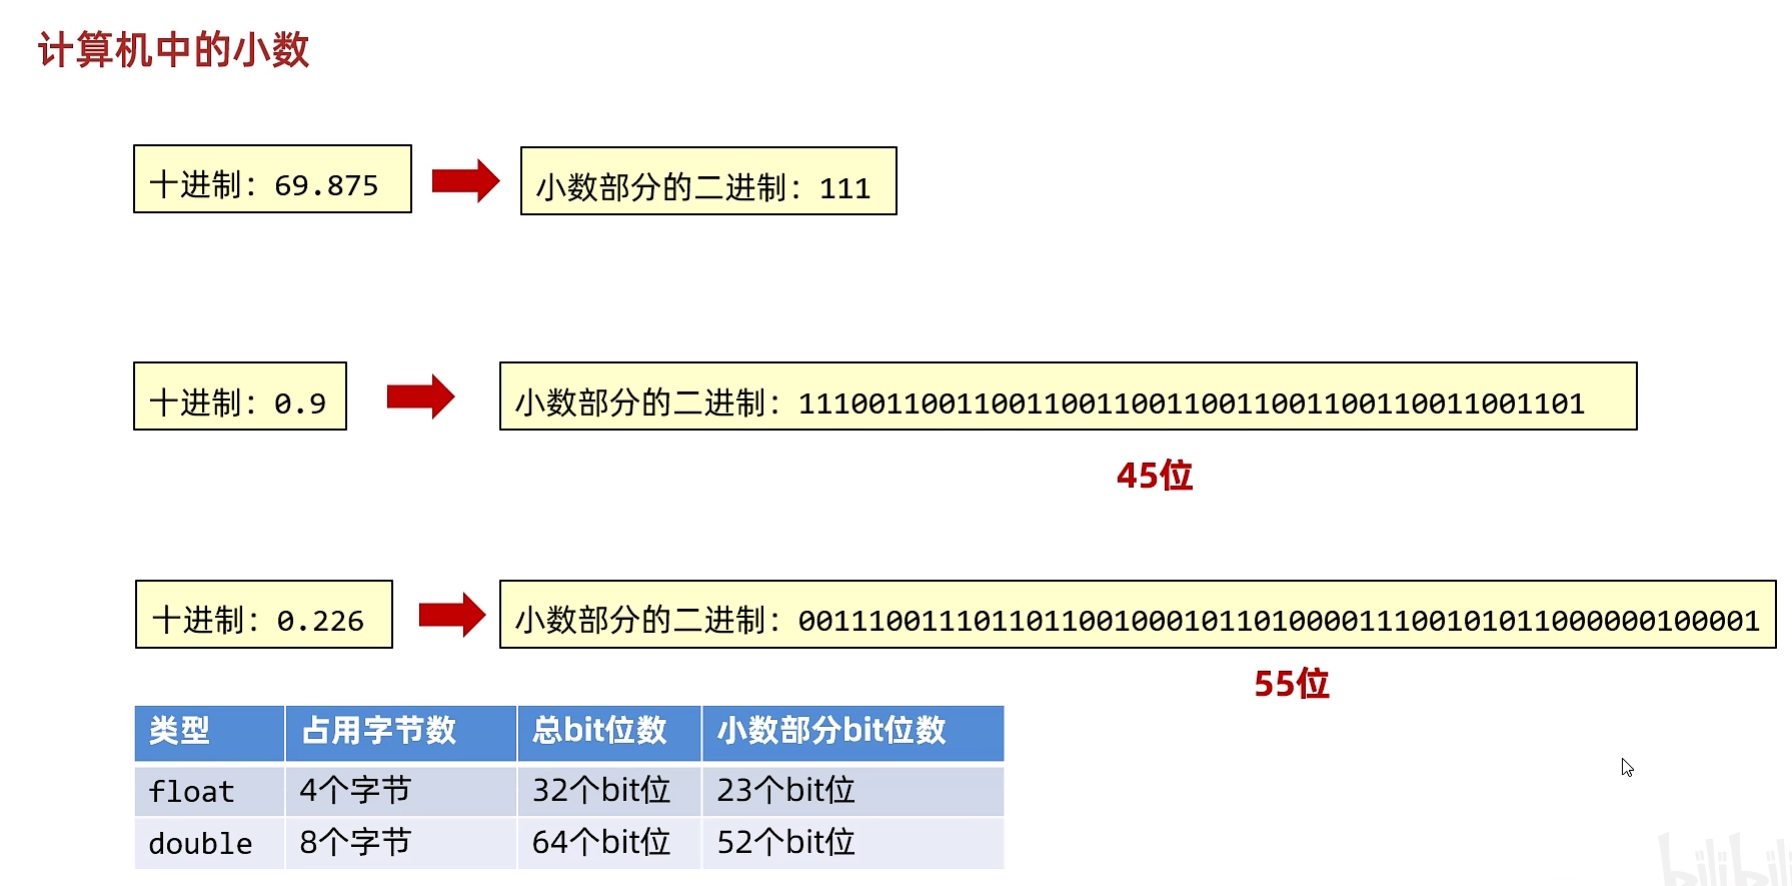 计算机中的小数
十进制：69.875
小数部分的二进制：111
十进制：0.9
小数部分的二进制：111001100110011001100110011001100110011001101
45位
十进制：0.226
小数部分的二进制：0011100111011011001000101101000011100101011000000100001
55位
类型 占用字节数 总bit位数 小数部分bit位数
float 4个字节 32个bit位 23个bit位
double 8个字节 64个bit位 52个bit位
bilibili